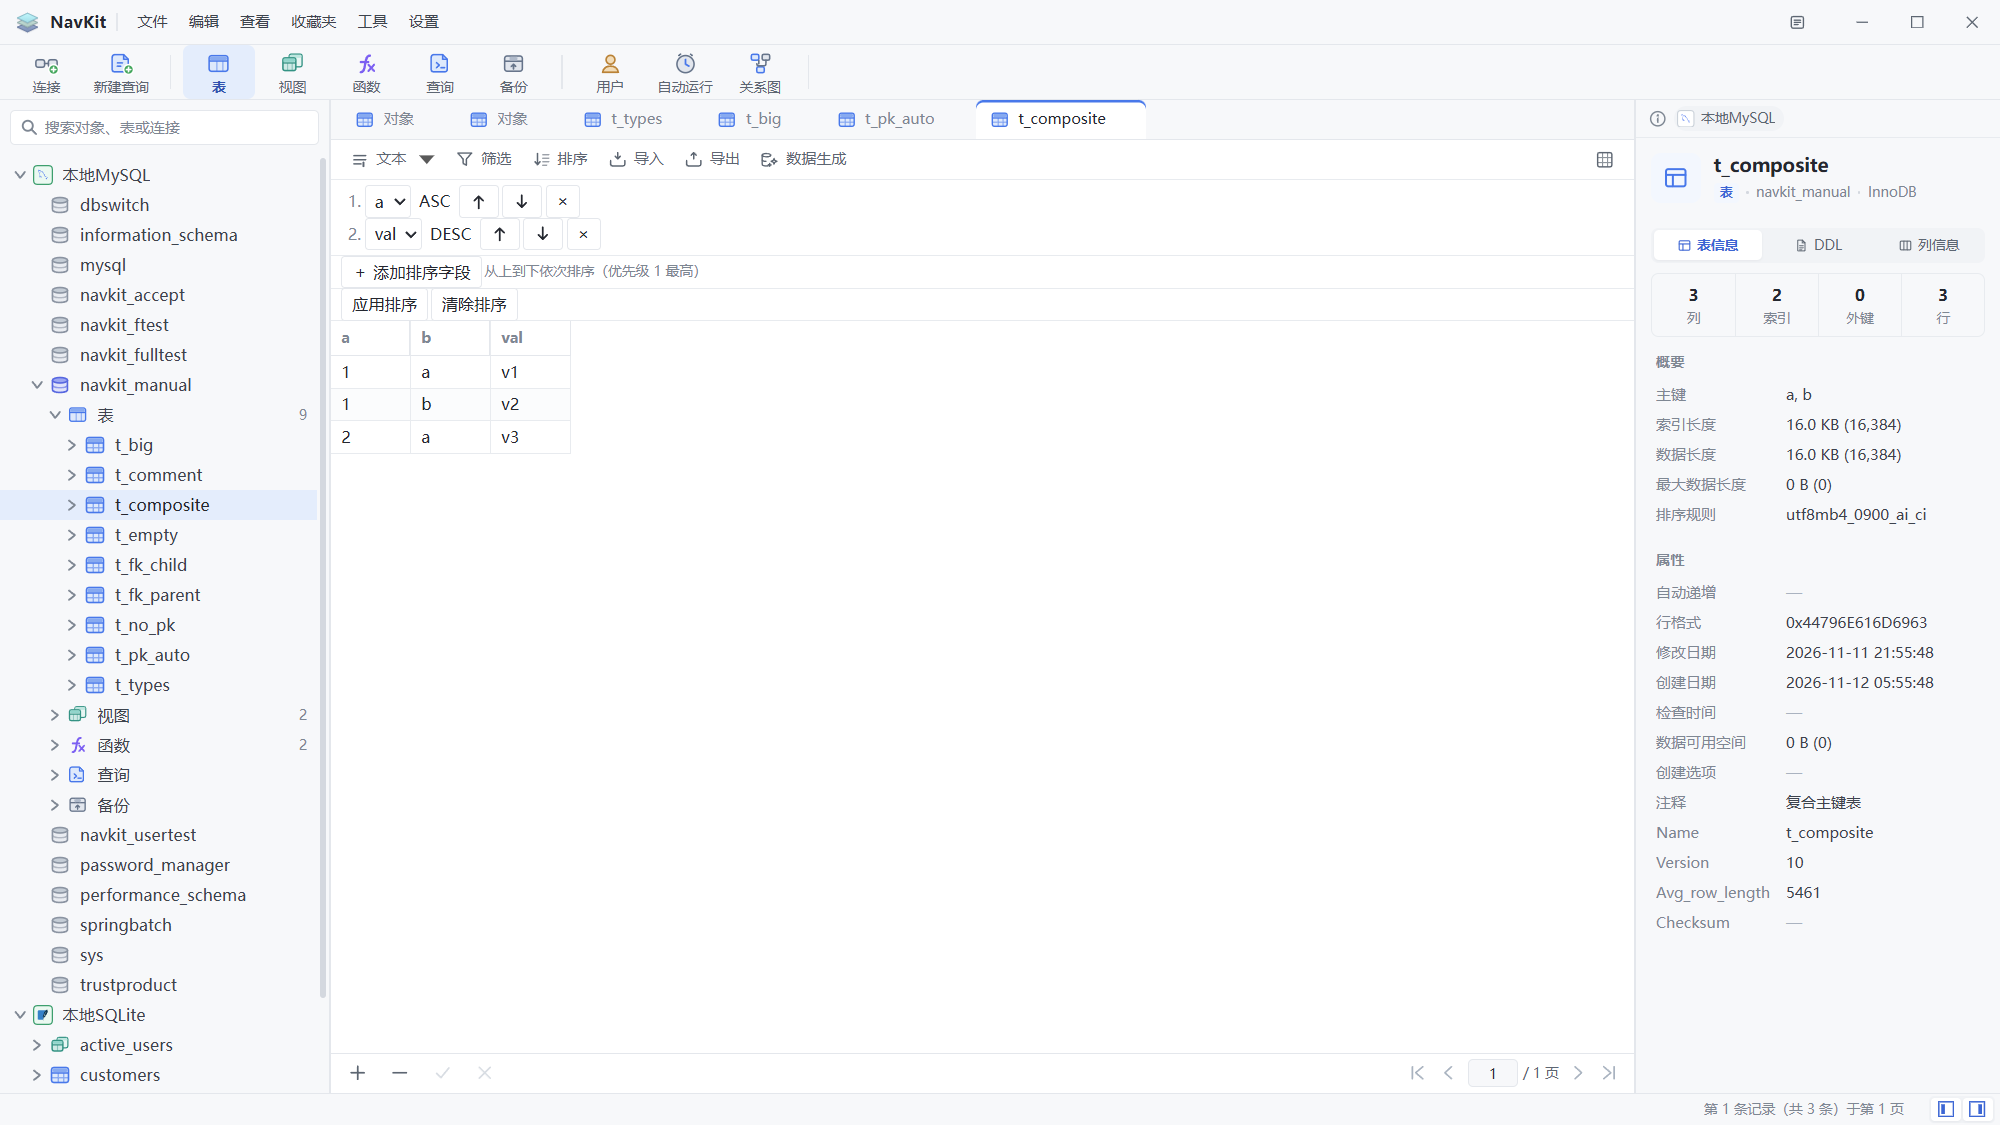 NavKit 文件 编辑 查看 收藏夹 工具 设置
连接 新建查询 表 视图 函数 查询 备份 用户 自动运行 关系图
搜索对象、表或连接
本地MySQL
dbswitch
information_schema
mysql
navkit_accept
navkit_ftest
navkit_fulltest
navkit_manual
表 9
t_big
t_comment
t_composite
t_empty
t_fk_child
t_fk_parent
t_no_pk
t_pk_auto
t_types
视图 2
函数 2
查询
备份
navkit_usertest
password_manager
performance_schema
springbatch
sys
trustproduct
本地SQLite
active_users
customers
对象 对象 t_types t_big t_pk_auto t_composite
文本 筛选 排序 导入 导出 数据生成
1. a ASC ↑ ↓ ×
2. val DESC ↑ ↓ ×
+ 添加排序字段 从上到下依次排序（优先级 1 最高）
应用排序 清除排序
a b val
1 a v1
1 b v2
2 a v3
1 / 1 页
本地MySQL
t_composite
表 · navkit_manual · InnoDB
表信息 DDL 列信息
3 2 0 3
列 索引 外键 行
概要
主键 a, b
索引长度 16.0 KB (16,384)
数据长度 16.0 KB (16,384)
最大数据长度 0 B (0)
排序规则 utf8mb4_0900_ai_ci
属性
自动递增 —
行格式 0x44796E616D6963
修改日期 2026-11-11 21:55:48
创建日期 2026-11-12 05:55:48
检查时间 —
数据可用空间 0 B (0)
创建选项 —
注释 复合主键表
Name t_composite
Version 10
Avg_row_length 5461
Checksum —
第 1 条记录（共 3 条）于第 1 页